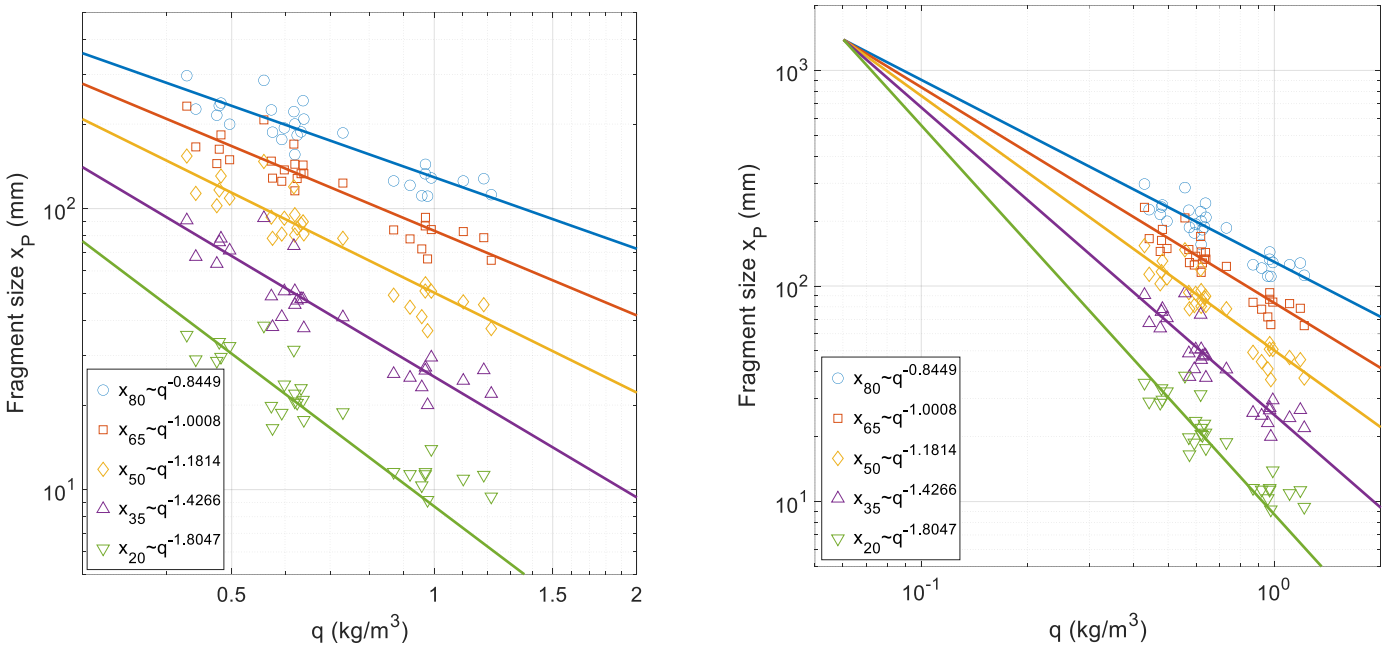 Fragment size x_P (mm)
10^2
10^1
x_80~q^-0.8449
x_65~q^-1.0008
x_50~q^-1.1814
x_35~q^-1.4266
x_20~q^-1.8047
0.5
1
1.5
2
q (kg/m^3)
Fragment size x_P (mm)
10^3
10^2
10^1
x_80~q^-0.8449
x_65~q^-1.0008
x_50~q^-1.1814
x_35~q^-1.4266
x_20~q^-1.8047
10^-1
10^0
q (kg/m^3)